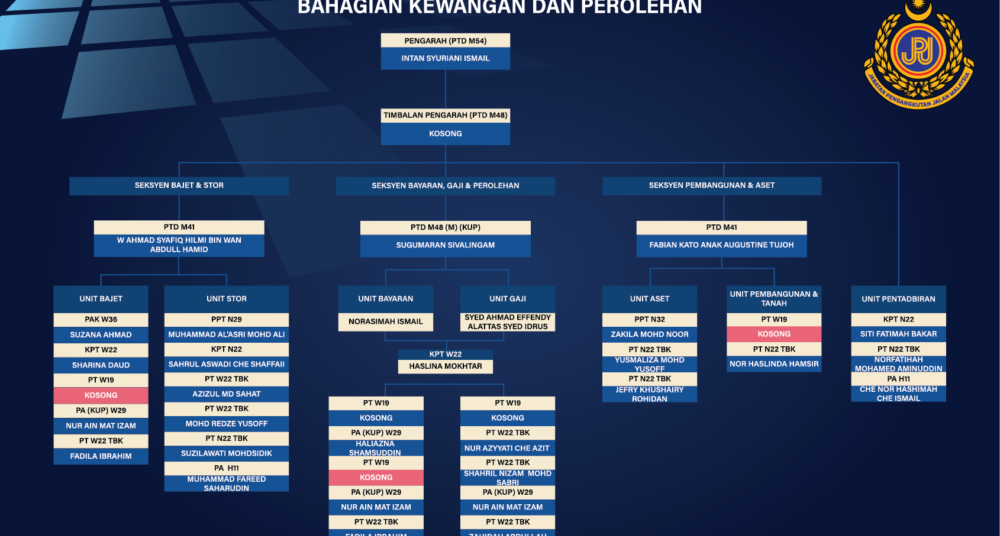 BAHAGIAN KEWANGAN DAN PEROLEHAN
JPJ
JABATAN PENGANGKUTAN JALAN MALAYSIA
PENGARAH (PTD M54)
INTAN SYURIANI ISMAIL
TIMBALAN PENGARAH (PTD M48)
KOSONG
SEKSYEN BAJET & STOR
PTD M41
W AHMAD SYAFIQ HILMI BIN WAN
ABDULL HAMID
UNIT BAJET
PAK W36
SUZANA AHMAD
KPT W22
SHARINA DAUD
PT W19
KOSONG
PA (KUP) W29
NUR AIN MAT IZAM
PT W22 TBK
FADILA IBRAHIM
UNIT STOR
PPT N29
MUHAMMAD AL'ASRI MOHD ALI
KPT N22
SAHRUL ASWADI CHE SHAFFAII
PT W22 TBK
AZIZUL MD SAHAT
PT W22 TBK
MOHD REDZE YUSOFF
PT N22 TBK
SUZILAWATI MOHDSIDIK
PA H11
MUHAMMAD FAREED
SAHARUDIN
SEKSYEN BAYARAN, GAJI & PEROLEHAN
PTD M48 (M) (KUP)
SUGUMARAN SIVALINGAM
UNIT BAYARAN
NORASIMAH ISMAIL
UNIT GAJI
SYED AHMAD EFFENDY
ALATTAS SYED IDRUS
KPT W22
HASLINA MOKHTAR
PT W19
KOSONG
PA (KUP) W29
HALIAZNA
SHAMSUDDIN
PT W19
KOSONG
PA (KUP) W29
NUR AIN MAT IZAM
PT W22 TBK
FADILA IBRAHIM
PT W19
KOSONG
PT W22 TBK
NUR AZYYATI CHE AZIT
PT W22 TBK
SHAHRIL NIZAM MOHD
SABRI
PA (KUP) W29
NUR AIN MAT IZAM
PT W22 TBK
ZAHIDAH ABDULLAH
SEKSYEN PEMBANGUNAN & ASET
PTD M41
FABIAN KATO ANAK AUGUSTINE TUJOH
UNIT ASET
PPT N32
ZAKILA MOHD NOOR
PT N22 TBK
YUSMALIZA MOHD
YUSOFF
PT N22 TBK
JEFRY KHUSHAIRY
ROHIDAN
UNIT PEMBANGUNAN &
TANAH
PT W19
KOSONG
PT N22 TBK
NOR HASLINDA HAMSIR
UNIT PENTADBIRAN
KPT N22
SITI FATIMAH BAKAR
PT N22 TBK
NORFATIHAH
MOHAMED AMINUDDIN
PA H11
CHE NOR HASHIMAH
CHE ISMAIL